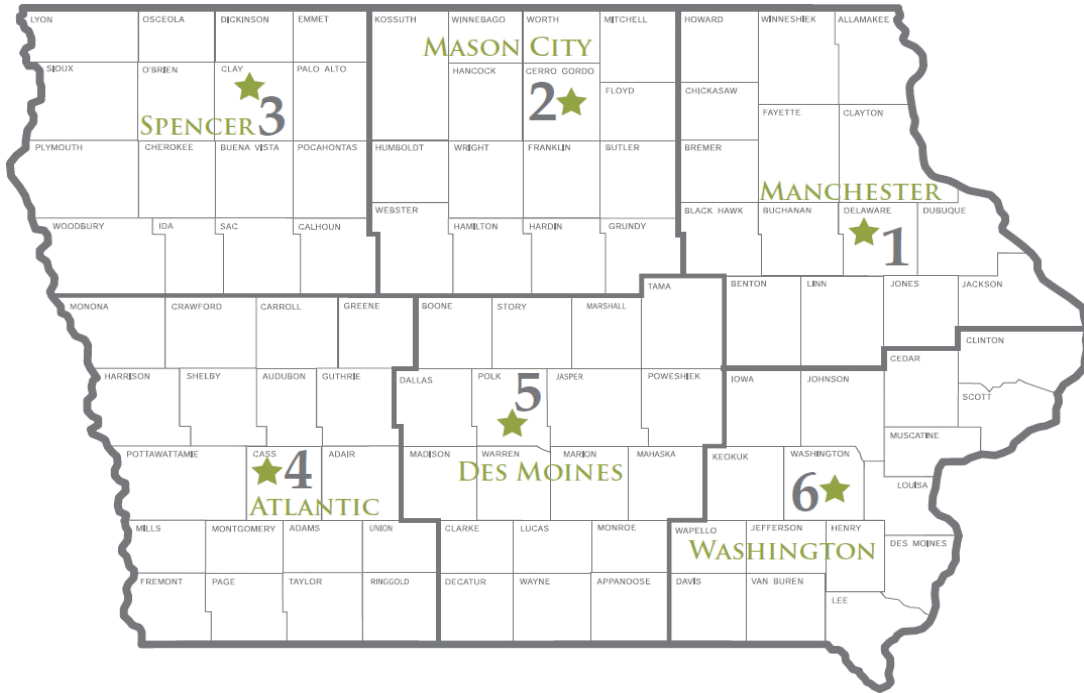 LYON
OSCEOLA
DICKINSON
EMMET
KOSSUTH
WINNEBAGO
WORTH
MITCHELL
HOWARD
WINNESHIEK
ALLAMAKEE
MASON CITY
SIOUX
O'BRIEN
CLAY
PALO ALTO
HANCOCK
CERRO GORDO
FLOYD
CHICKASAW
2
3
SPENCER
FAYETTE
CLAYTON
PLYMOUTH
CHEROKEE
BUENA VISTA
POCAHONTAS
HUMBOLDT
WRIGHT
FRANKLIN
BUTLER
BREMER
MANCHESTER
WEBSTER
BLACK HAWK
BUCHANAN
DELAWARE
DUBUQUE
WOODBURY
IDA
SAC
CALHOUN
HAMILTON
HARDIN
GRUNDY
1
TAMA
BENTON
LINN
JONES
JACKSON
MONONA
CRAWFORD
CARROLL
GREENE
BOONE
STORY
MARSHALL
CLINTON
CEDAR
HARRISON
SHELBY
AUDUBON
GUTHRIE
DALLAS
POLK
JASPER
POWESHIEK
IOWA
JOHNSON
5
SCOTT
MUSCATINE
POTTAWATTAMIE
CASS
ADAIR
MADISON
WARREN
MARION
MAHASKA
KEOKUK
WASHINGTON
4
DES MOINES
6
LOUISA
ATLANTIC
MILLS
MONTGOMERY
ADAMS
UNION
CLARKE
LUCAS
MONROE
WAPELLO
JEFFERSON
HENRY
DES MOINES
WASHINGTON
FREMONT
PAGE
TAYLOR
RINGGOLD
DECATUR
WAYNE
APPANDOSE
DAVIS
VAN BUREN
LEE